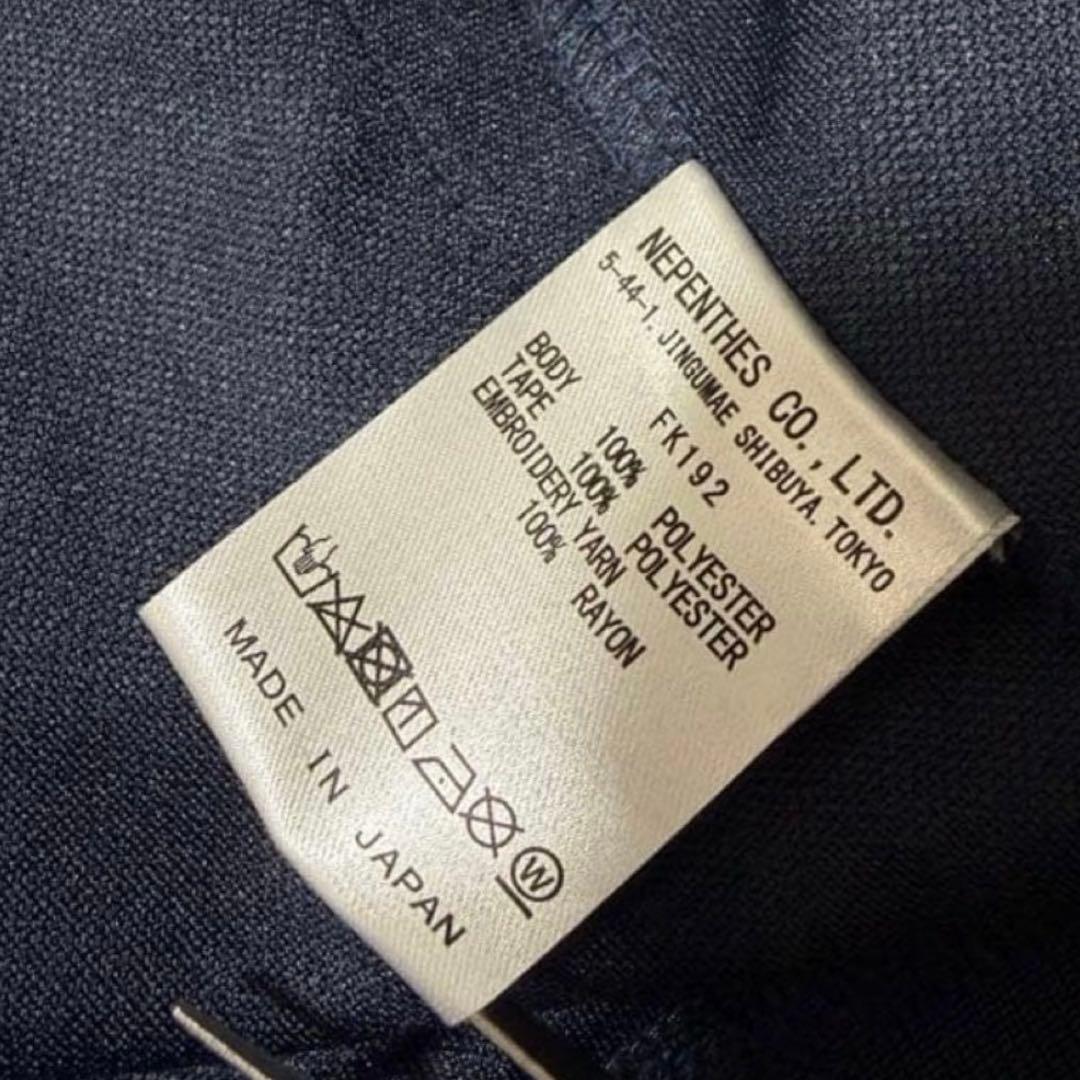 NEPENTHES CO., LTD.
5-44-1, JINGUMAE SHIBUYA, TOKYO
FK192
BODY 100% POLYESTER
TAPE 100% POLYESTER
EMBROIDERY YARN
100% RAYON
W
MADE IN JAPAN